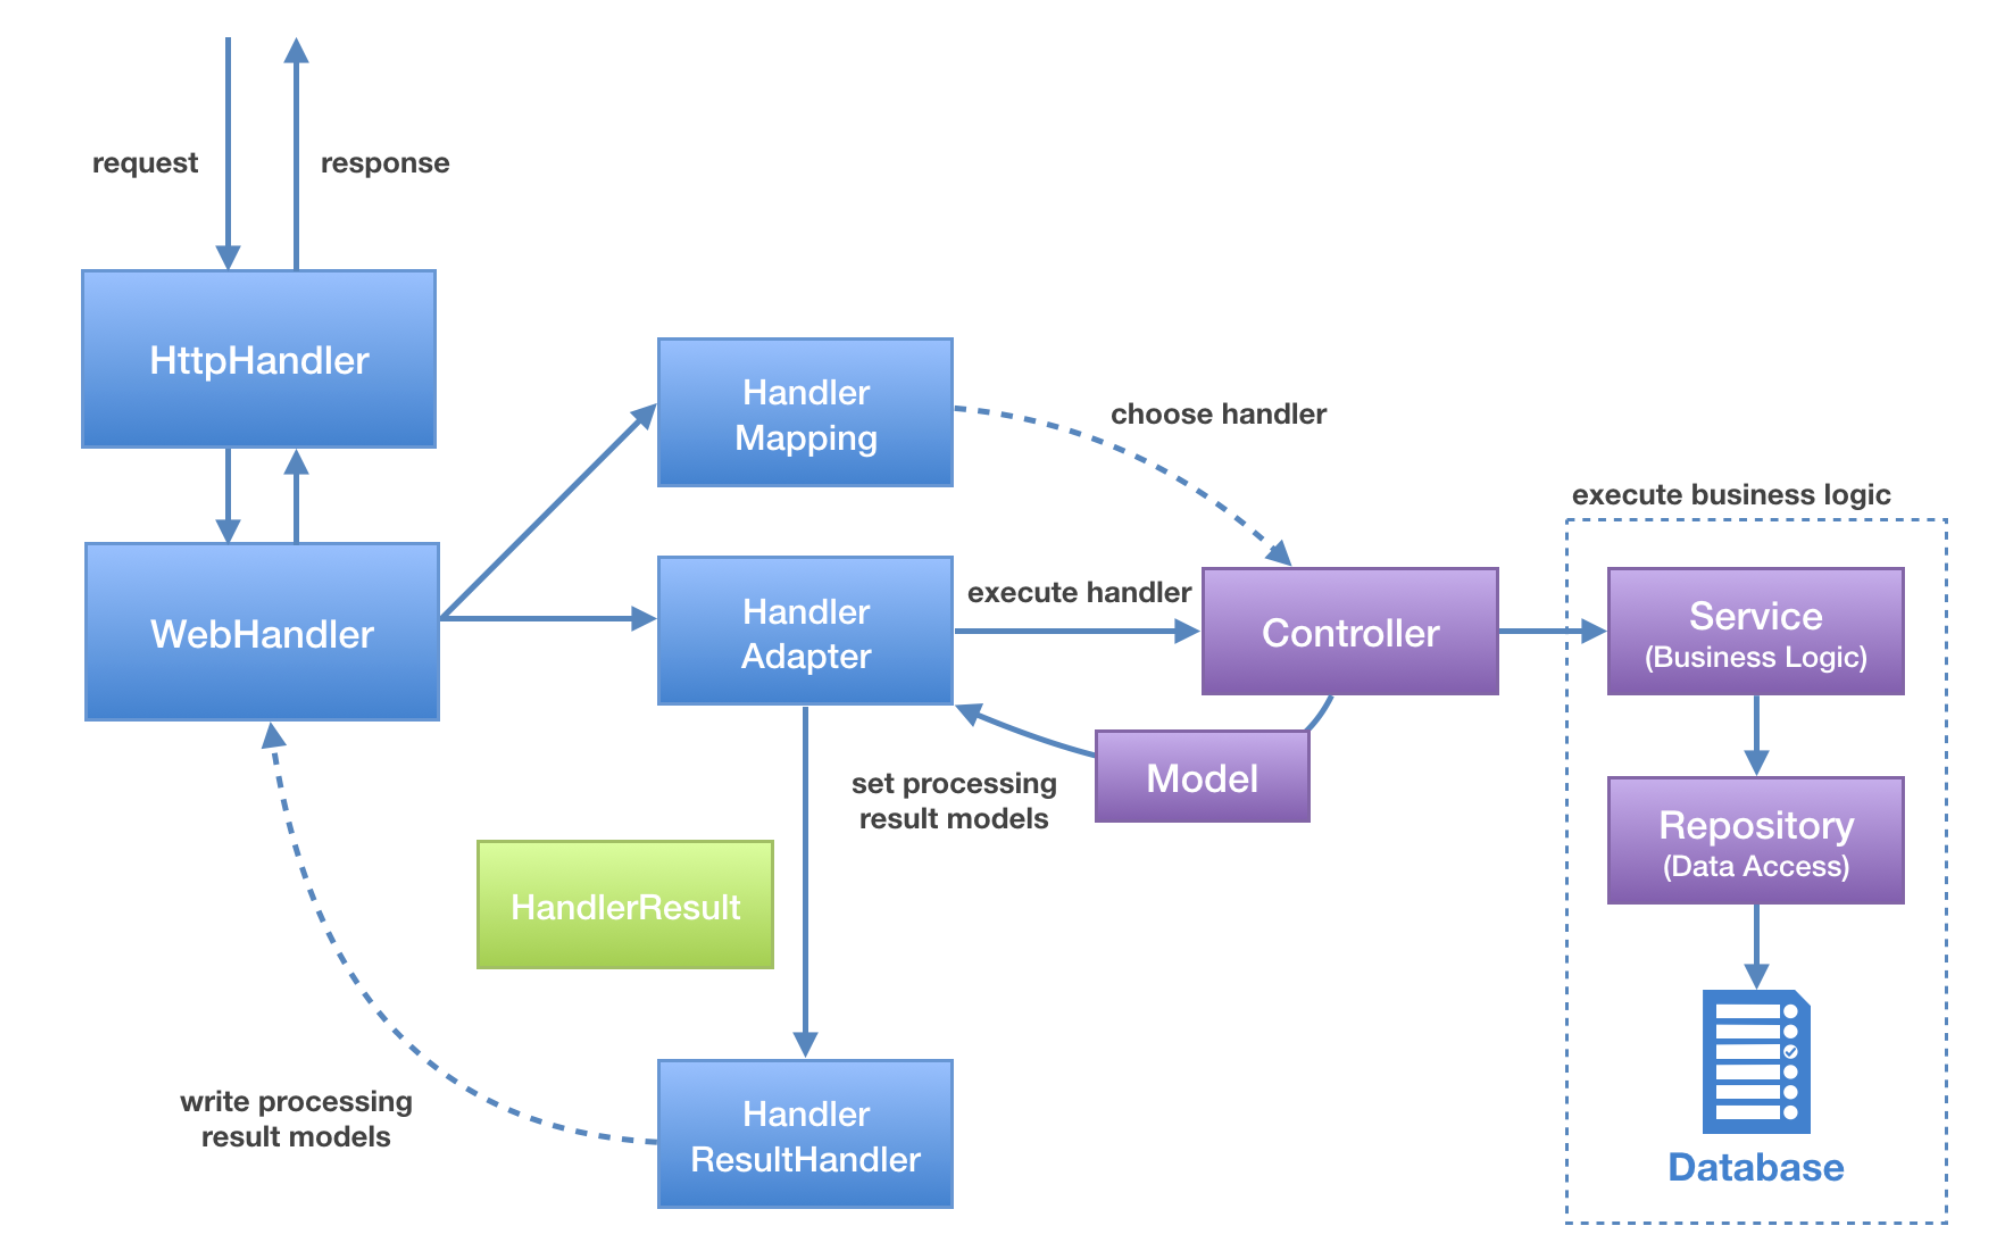 request
response
HttpHandler
Handler
Mapping
choose handler
execute business logic
WebHandler
Handler
Adapter
execute handler
Controller
Service
(Business Logic)
set processing
result models
Model
Repository
(Data Access)
HandlerResult
write processing
result models
Handler
ResultHandler
Database